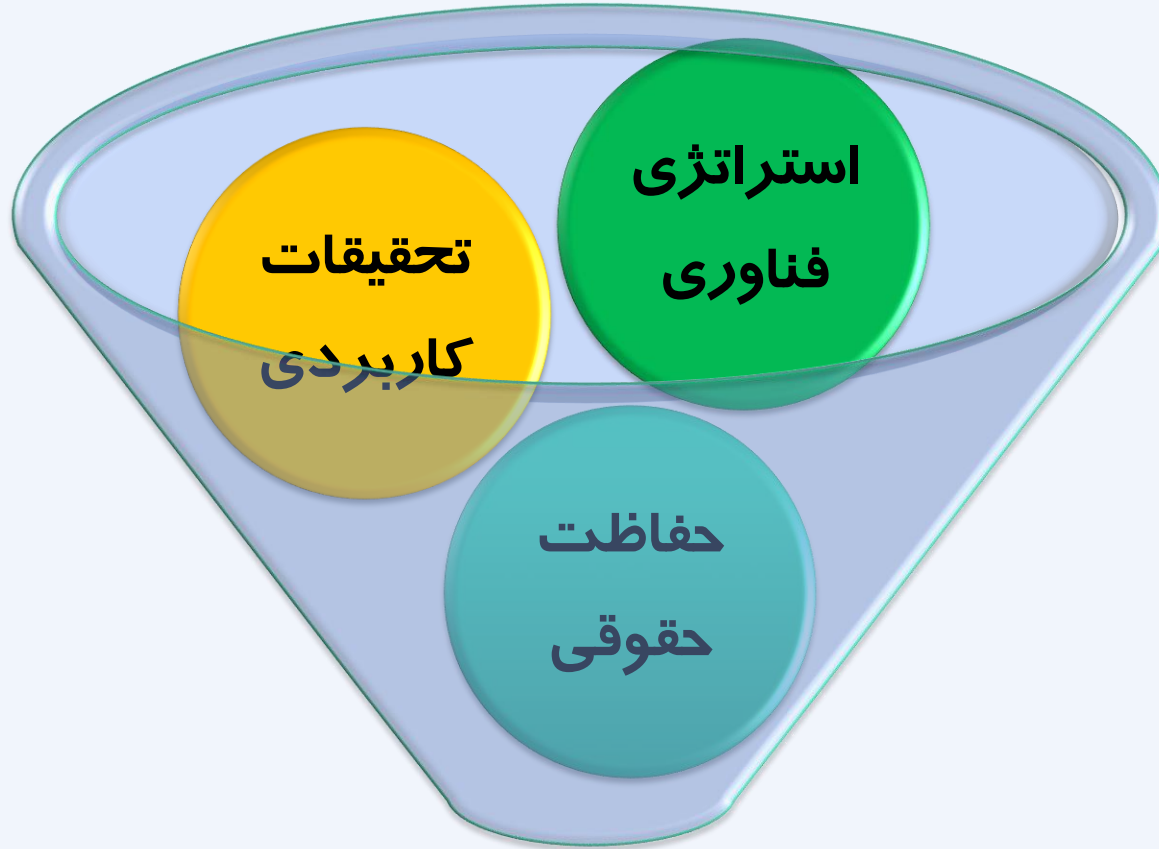 استراتژی
فناوری
تحقیقات
کاربردی
حفاظت
حقوقی